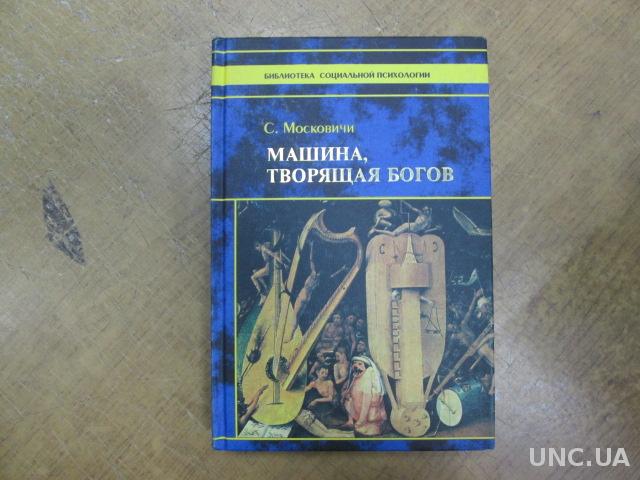 БИБЛИОТЕКА СОЦИАЛЬНОЙ ПСИХОЛОГИИ
С. Московичи
МАШИНА,
ТВОРЯЩАЯ БОГОВ
UNC.UA